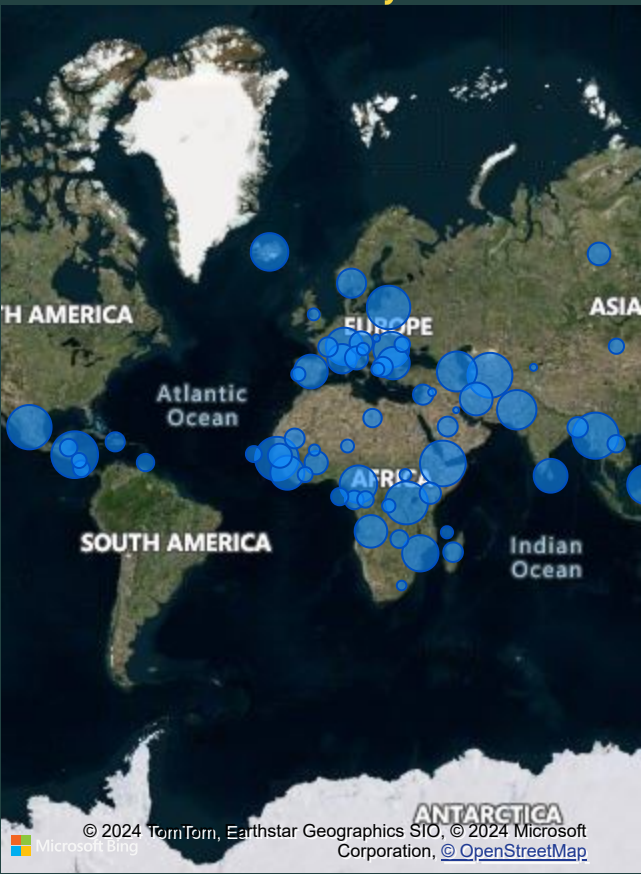 TH AMERICA
ASIA
EUROPE
Atlantic
Ocean
AFRICA
SOUTH AMERICA
Indian
Ocean
ANTARCTICA
© 2024 TomTom, Earthstar Geographics SIO, © 2024 Microsoft
Microsoft Bing
Corporation, © OpenStreetMap